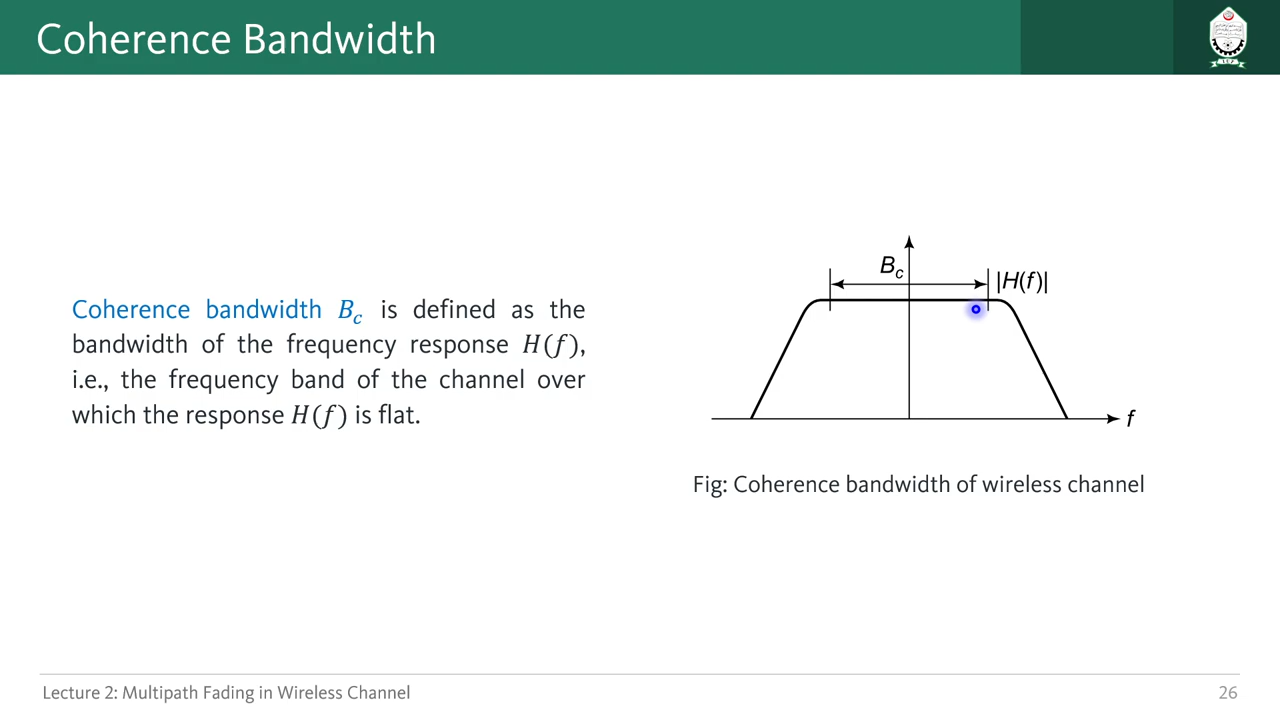 Coherence Bandwidth
Coherence bandwidth B_c is defined as the
bandwidth of the frequency response H(f),
i.e., the frequency band of the channel over
which the response H(f) is flat.
B_c
|H(f)|
f
Fig: Coherence bandwidth of wireless channel
Lecture 2: Multipath Fading in Wireless Channel
26